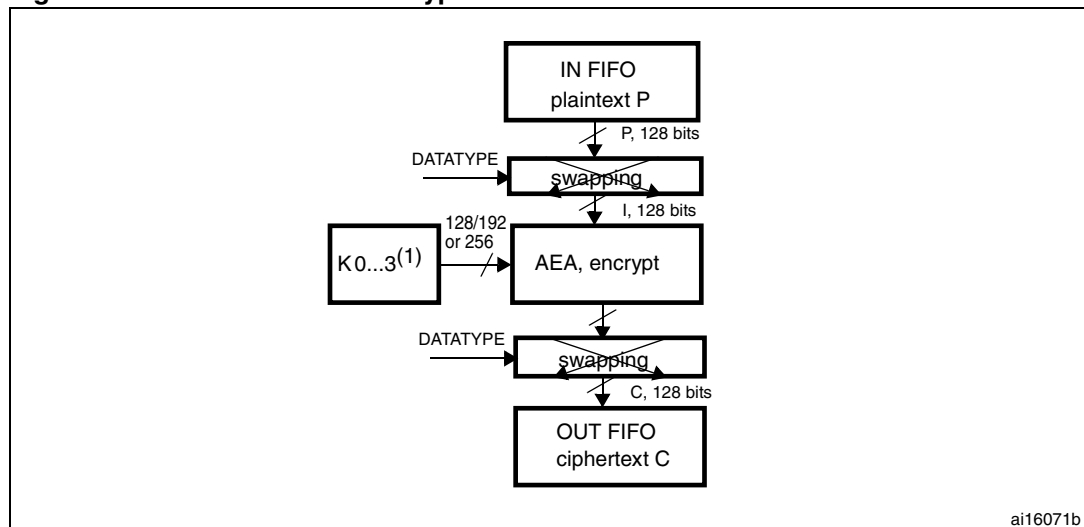 IN FIFO
plaintext P
P, 128 bits
DATATYPE
swapping
I, 128 bits
128/192
or 256
K0...3(1)
AEA, encrypt
DATATYPE
swapping
C, 128 bits
OUT FIFO
ciphertext C
ai16071b